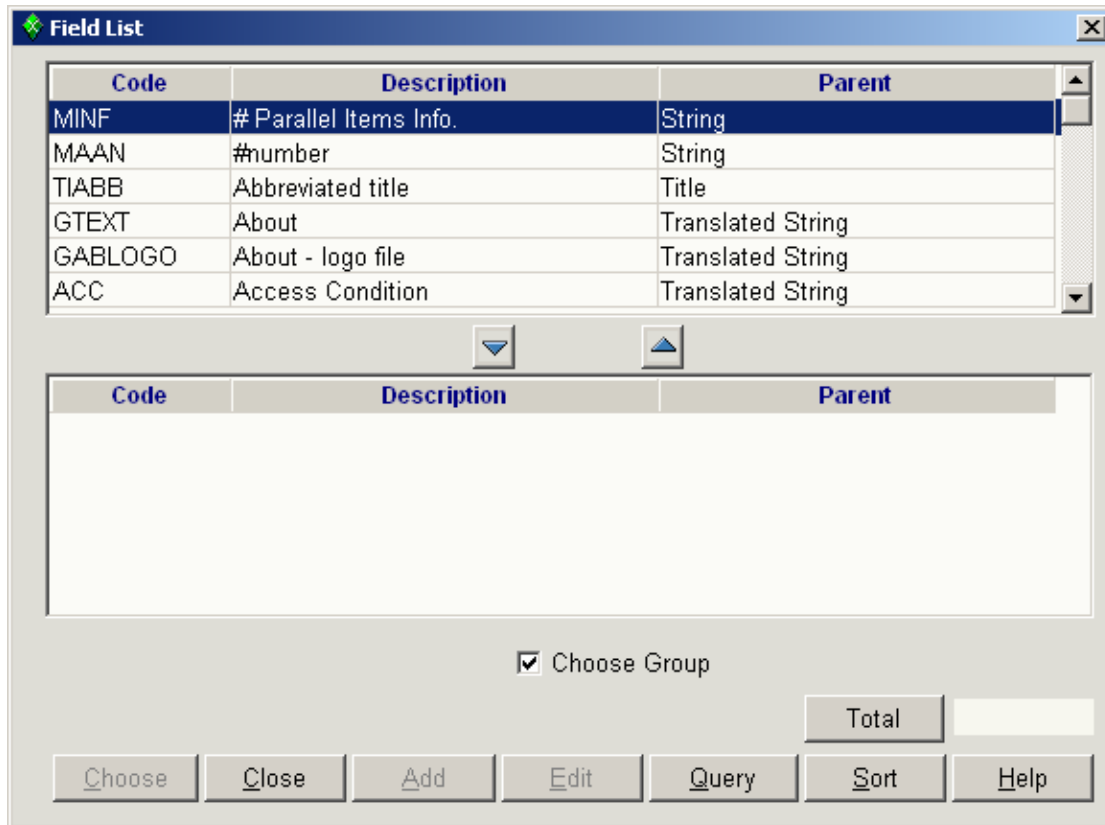 Field List
Code Description Parent
MINF # Parallel Items Info. String
MAAN #number String
TIABB Abbreviated title Title
GTEXT About Translated String
GABLOGO About - logo file Translated String
ACC Access Condition Translated String
Code Description Parent
Choose Group
Total
Choose Close Add Edit Query Sort Help